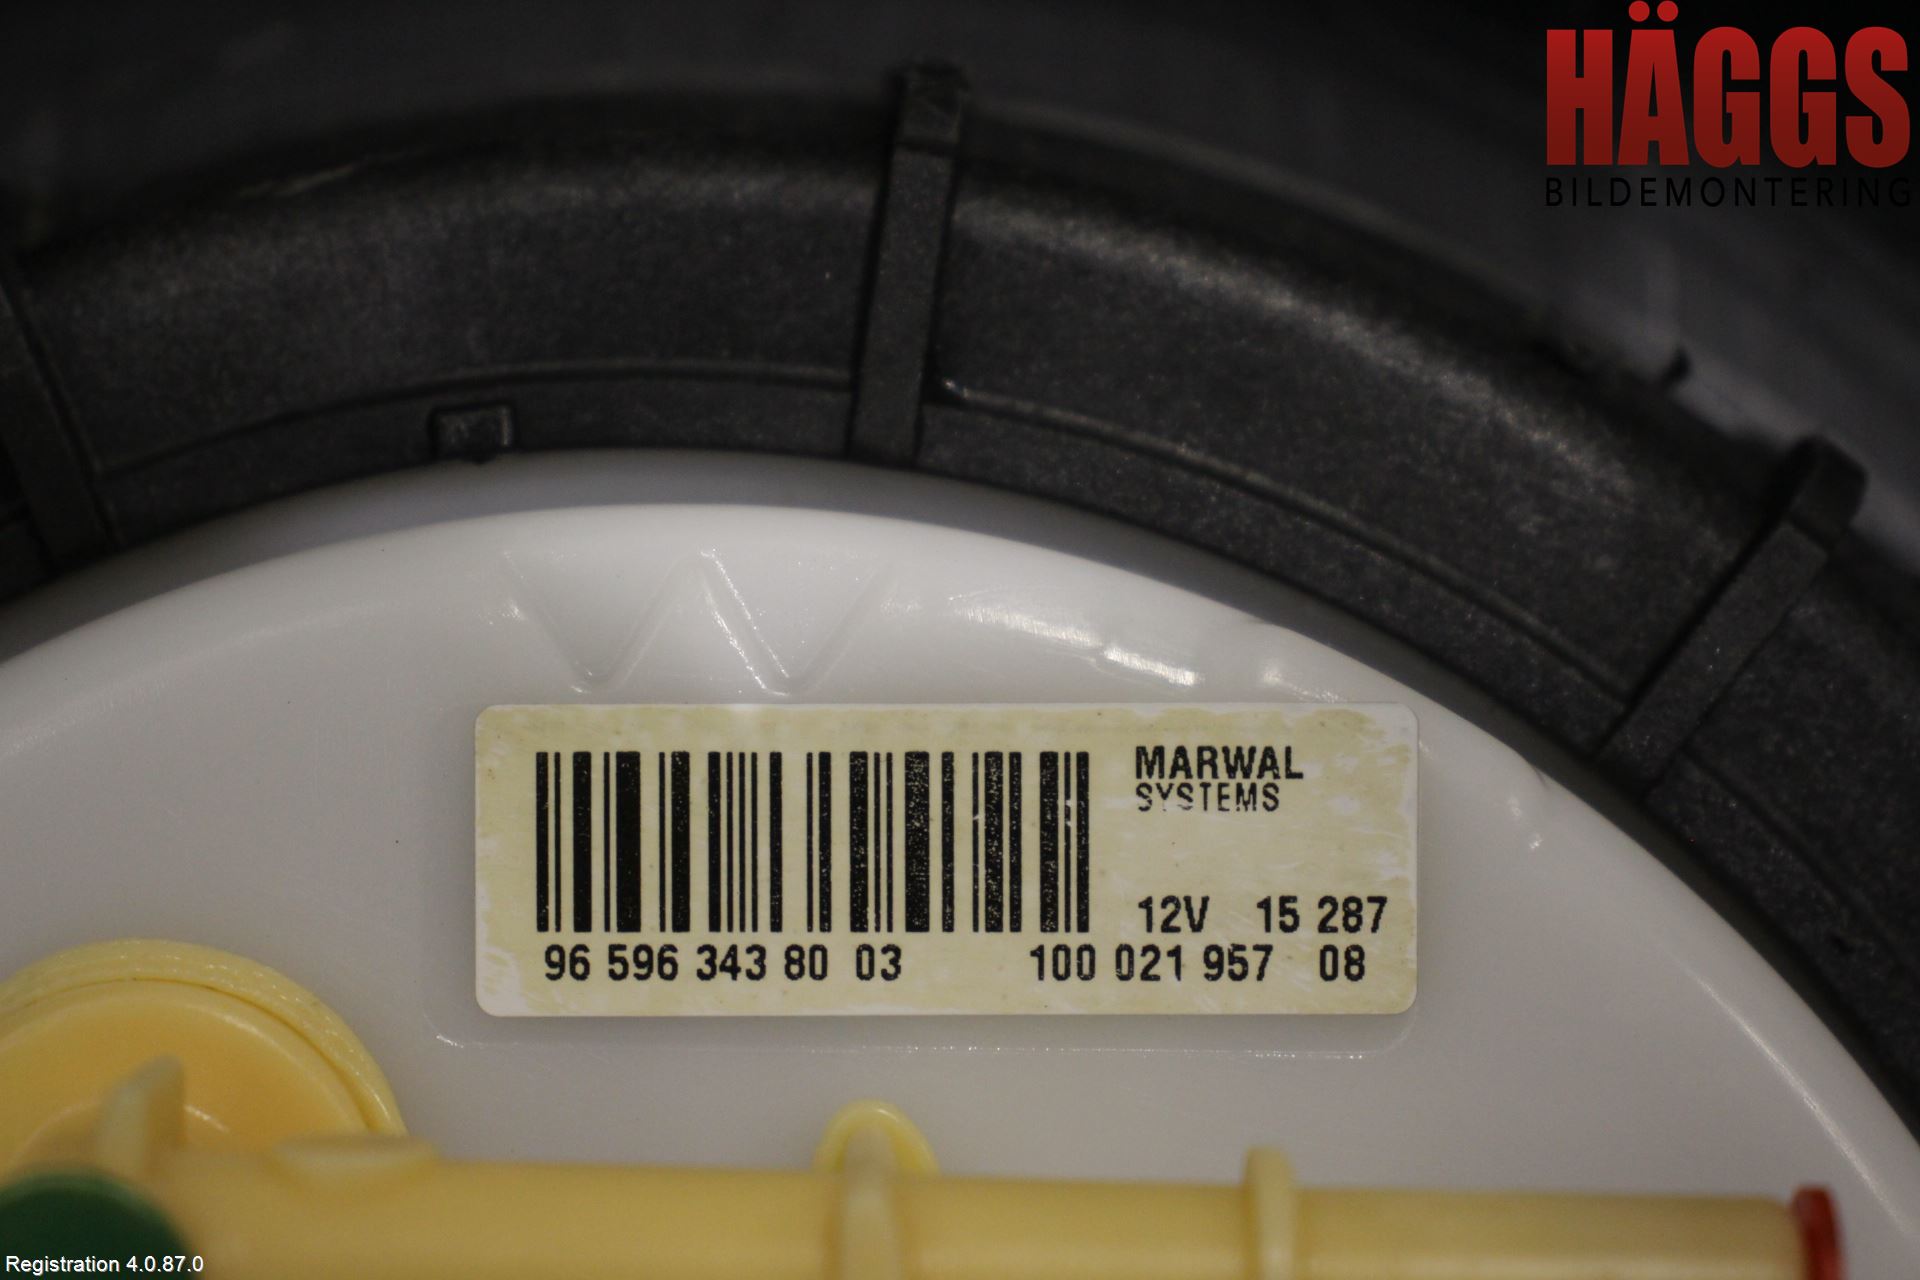 HÄGGS
BILDEMONTERING
MARWAL
SYSTEMS
12V 15 287
96 596 343 80 03 100 021 957 08
Registration 4.0.87.0